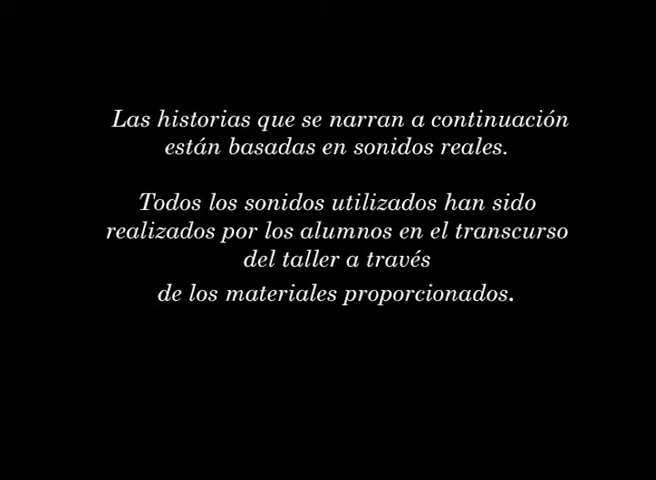 Las historias que se narran a continuación
están basadas en sonidos reales.
Todos los sonidos utilizados han sido
realizados por los alumnos en el transcurso
del taller a través
de los materiales proporcionados.